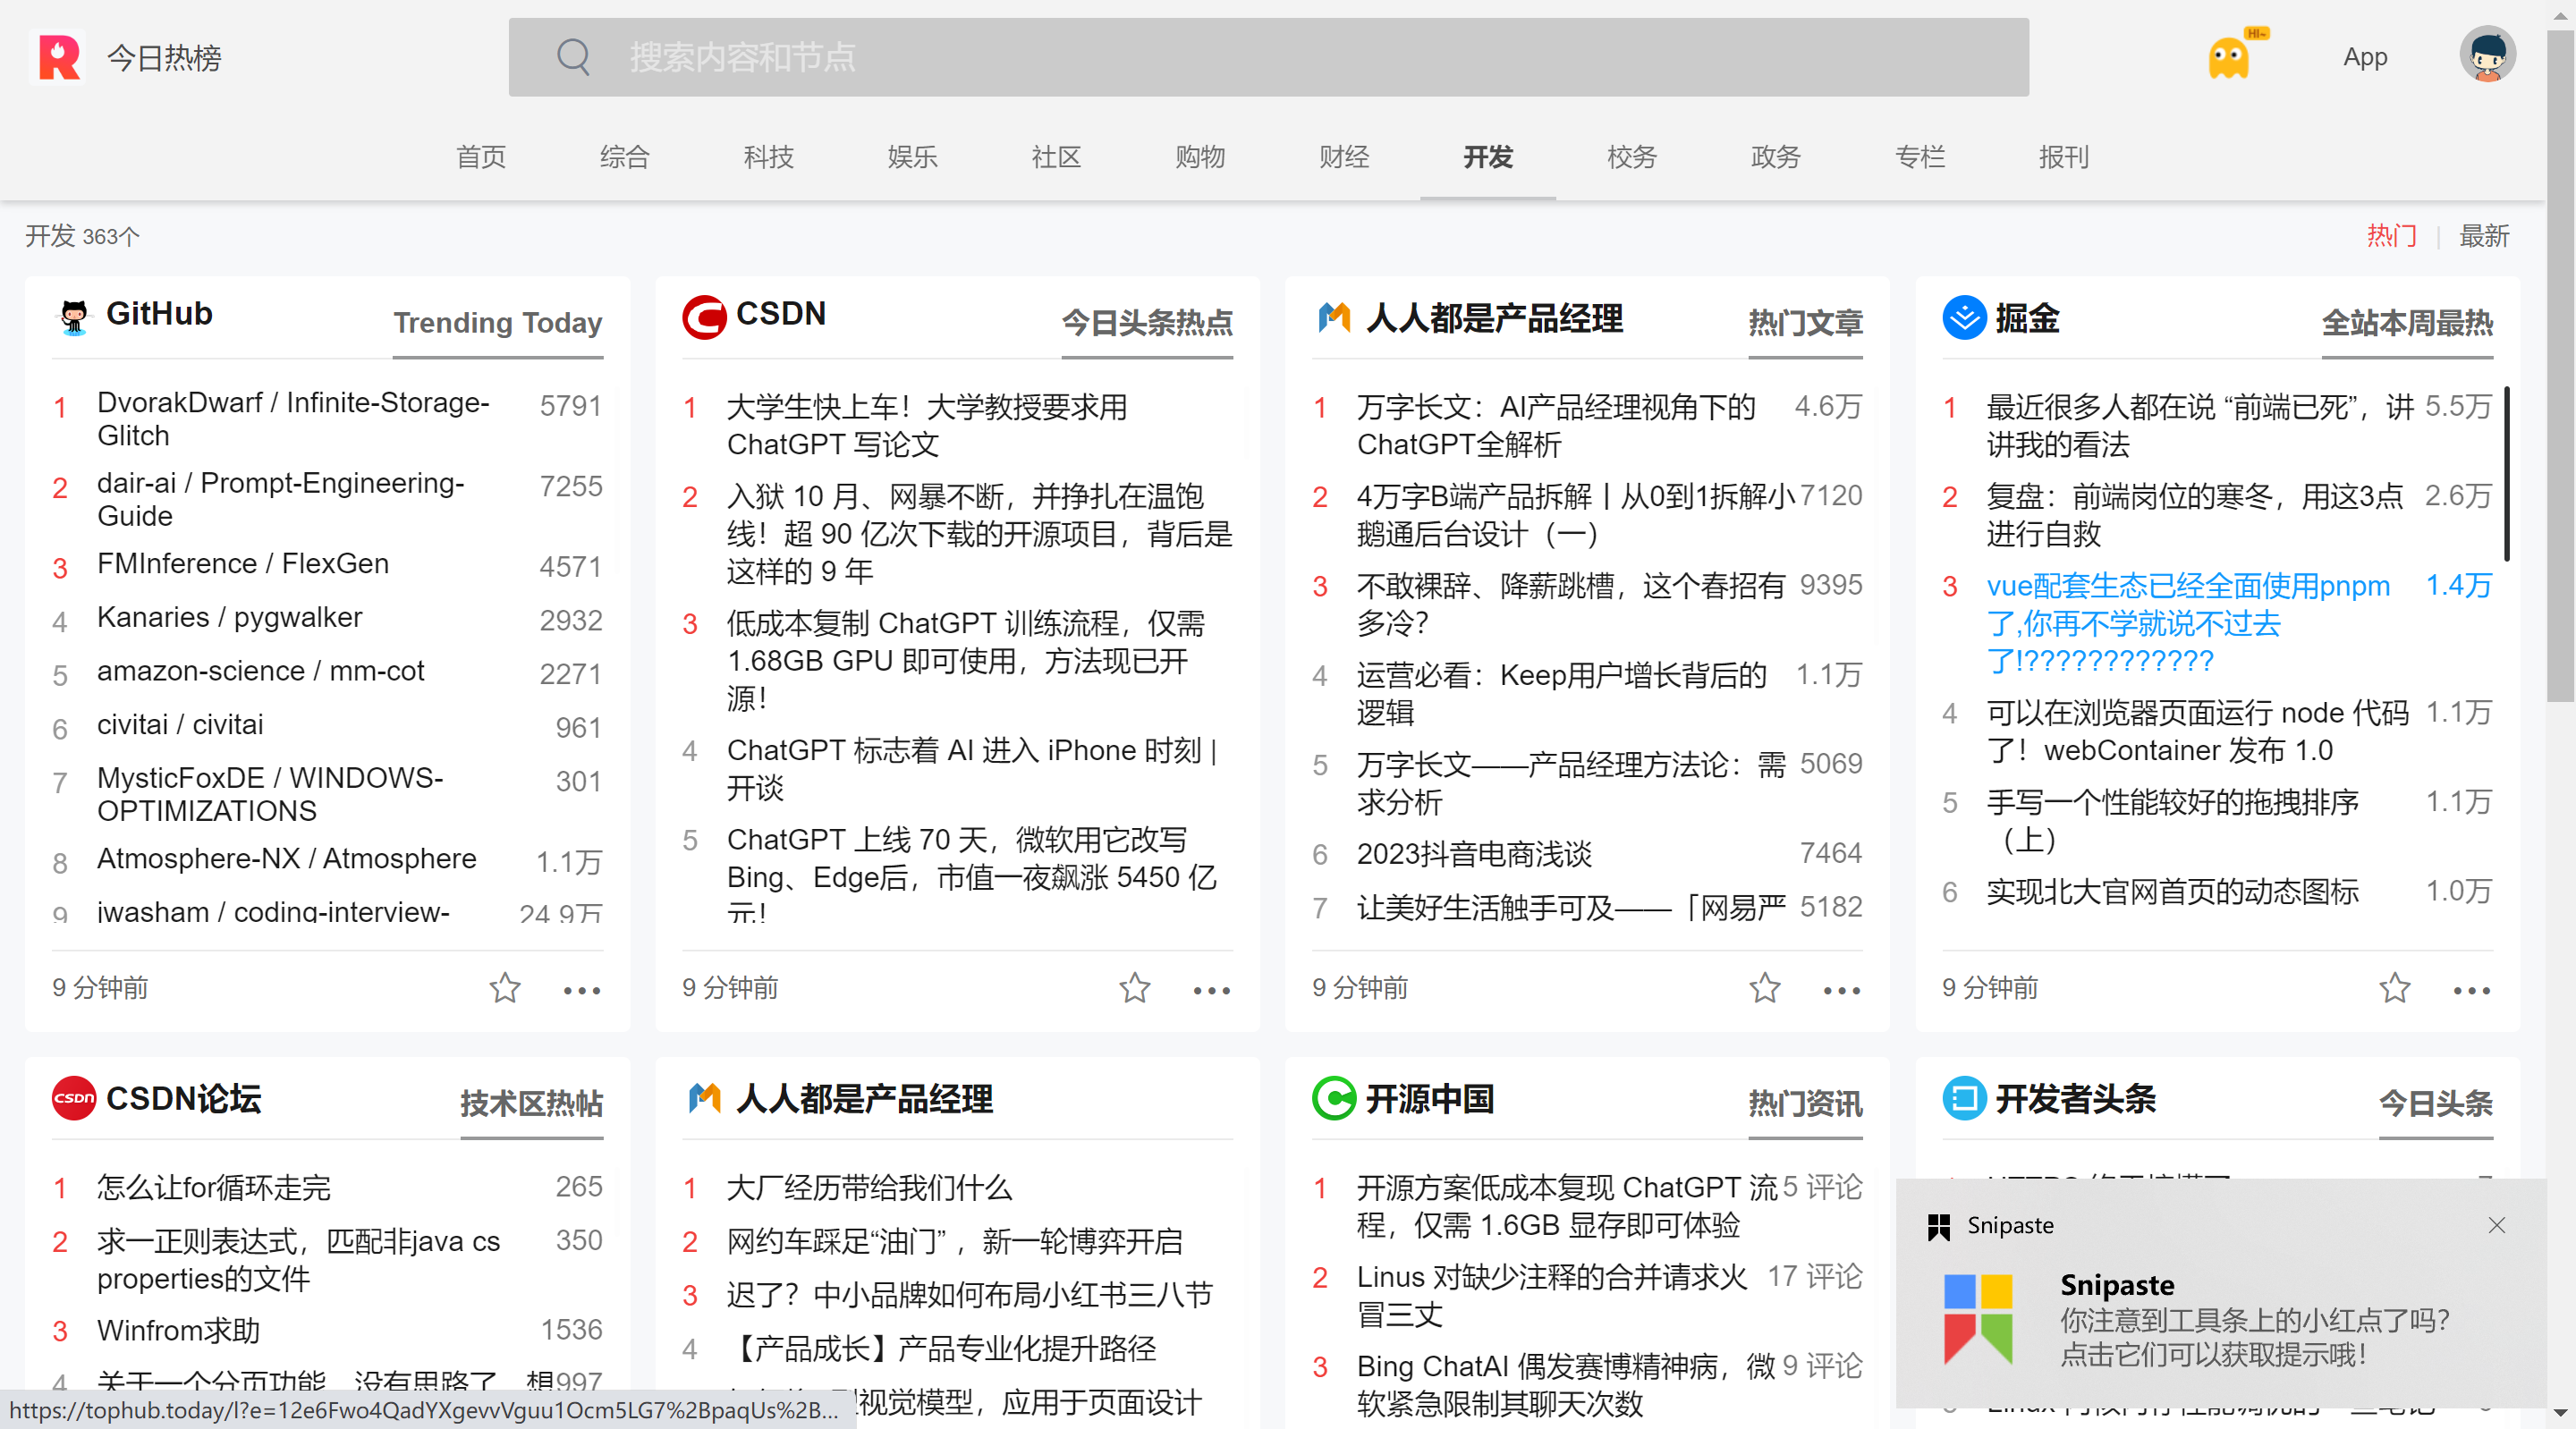 今日热榜
搜索内容和节点
HI~
App
首页 综合 科技 娱乐 社区 购物 财经 开发 校务 政务 专栏 报刊
开发 363个
热门 | 最新
GitHub
Trending Today
1 DvorakDwarf / Infinite-Storage- 5791
Glitch
2 dair-ai / Prompt-Engineering- 7255
Guide
3 FMInference / FlexGen 4571
4 Kanaries / pygwalker 2932
5 amazon-science / mm-cot 2271
6 civitai / civitai 961
7 MysticFoxDE / WINDOWS- 301
OPTIMIZATIONS
8 Atmosphere-NX / Atmosphere 1.1万
9 jwasham / coding-interview- 24.9万
9 分钟前
CSDN
今日头条热点
1 大学生快上车！大学教授要求用
ChatGPT 写论文
2 入狱 10 月、网暴不断，并挣扎在温饱
线！超 90 亿次下载的开源项目，背后是
这样的 9 年
3 低成本复制 ChatGPT 训练流程，仅需
1.68GB GPU 即可使用，方法现已开
源！
4 ChatGPT 标志着 AI 进入 iPhone 时刻 |
开谈
5 ChatGPT 上线 70 天，微软用它改写
Bing、Edge后，市值一夜飙涨 5450 亿
元！
9 分钟前
人人都是产品经理
热门文章
1 万字长文：AI产品经理视角下的 4.6万
ChatGPT全解析
2 4万字B端产品拆解丨从0到1拆解小 7120
鹅通后台设计（一）
3 不敢裸辞、降薪跳槽，这个春招有 9395
多冷？
4 运营必看：Keep用户增长背后的 1.1万
逻辑
5 万字长文——产品经理方法论：需 5069
求分析
6 2023抖音电商浅谈 7464
7 让美好生活触手可及——「网易严 5182
9 分钟前
掘金
全站本周最热
1 最近很多人都在说 “前端已死”，讲 5.5万
讲我的看法
2 复盘：前端岗位的寒冬，用这3点 2.6万
进行自救
3 vue配套生态已经全面使用pnpm 1.4万
了,你再不学就说不过去
了!????????????
4 可以在浏览器页面运行 node 代码 1.1万
了！webContainer 发布 1.0
5 手写一个性能较好的拖拽排序 1.1万
（上）
6 实现北大官网首页的动态图标 1.0万
9 分钟前
CSDN CSDN论坛
技术区热帖
1 怎么让for循环走完 265
2 求一正则表达式，匹配非java cs 350
properties的文件
3 Winfrom求助 1536
4 关于一个分页功能，没有思路了，想 997
https://tophub.today/l?e=12e6Fwo4QadYXgevvVguu1Ocm5LG7%2BpaqUs%2B...
人人都是产品经理
1 大厂经历带给我们什么
2 网约车踩足“油门” ，新一轮博弈开启
3 迟了？中小品牌如何布局小红书三八节
4 【产品成长】产品专业化提升路径
视觉模型，应用于页面设计
开源中国
热门资讯
1 开源方案低成本复现 ChatGPT 流 5 评论
程，仅需 1.6GB 显存即可体验
2 Linus 对缺少注释的合并请求火 17 评论
冒三丈
3 Bing ChatAI 偶发赛博精神病，微 9 评论
软紧急限制其聊天次数
开发者头条
今日头条
Snipaste
Snipaste
你注意到工具条上的小红点了吗？
点击它们可以获取提示哦！